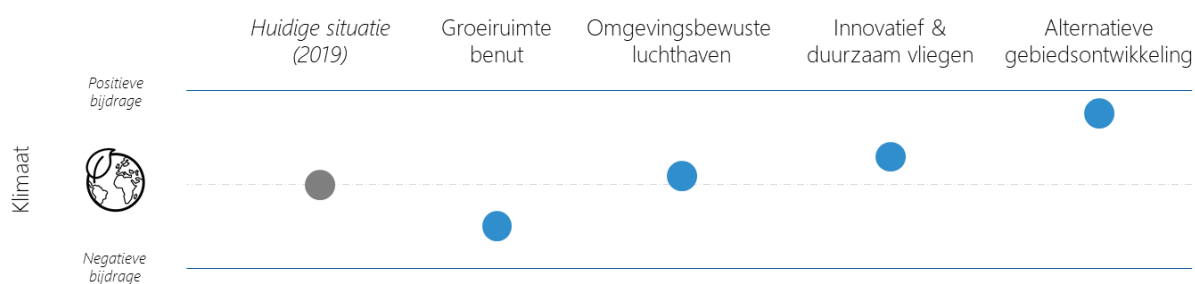 Huidige situatie
(2019)
Groeiruimte
benut
Omgevingsbewuste
luchthaven
Innovatief &
duurzaam vliegen
Alternatieve
gebiedsontwikkeling
Positieve
bijdrage
Klimaat
Negatieve
bijdrage